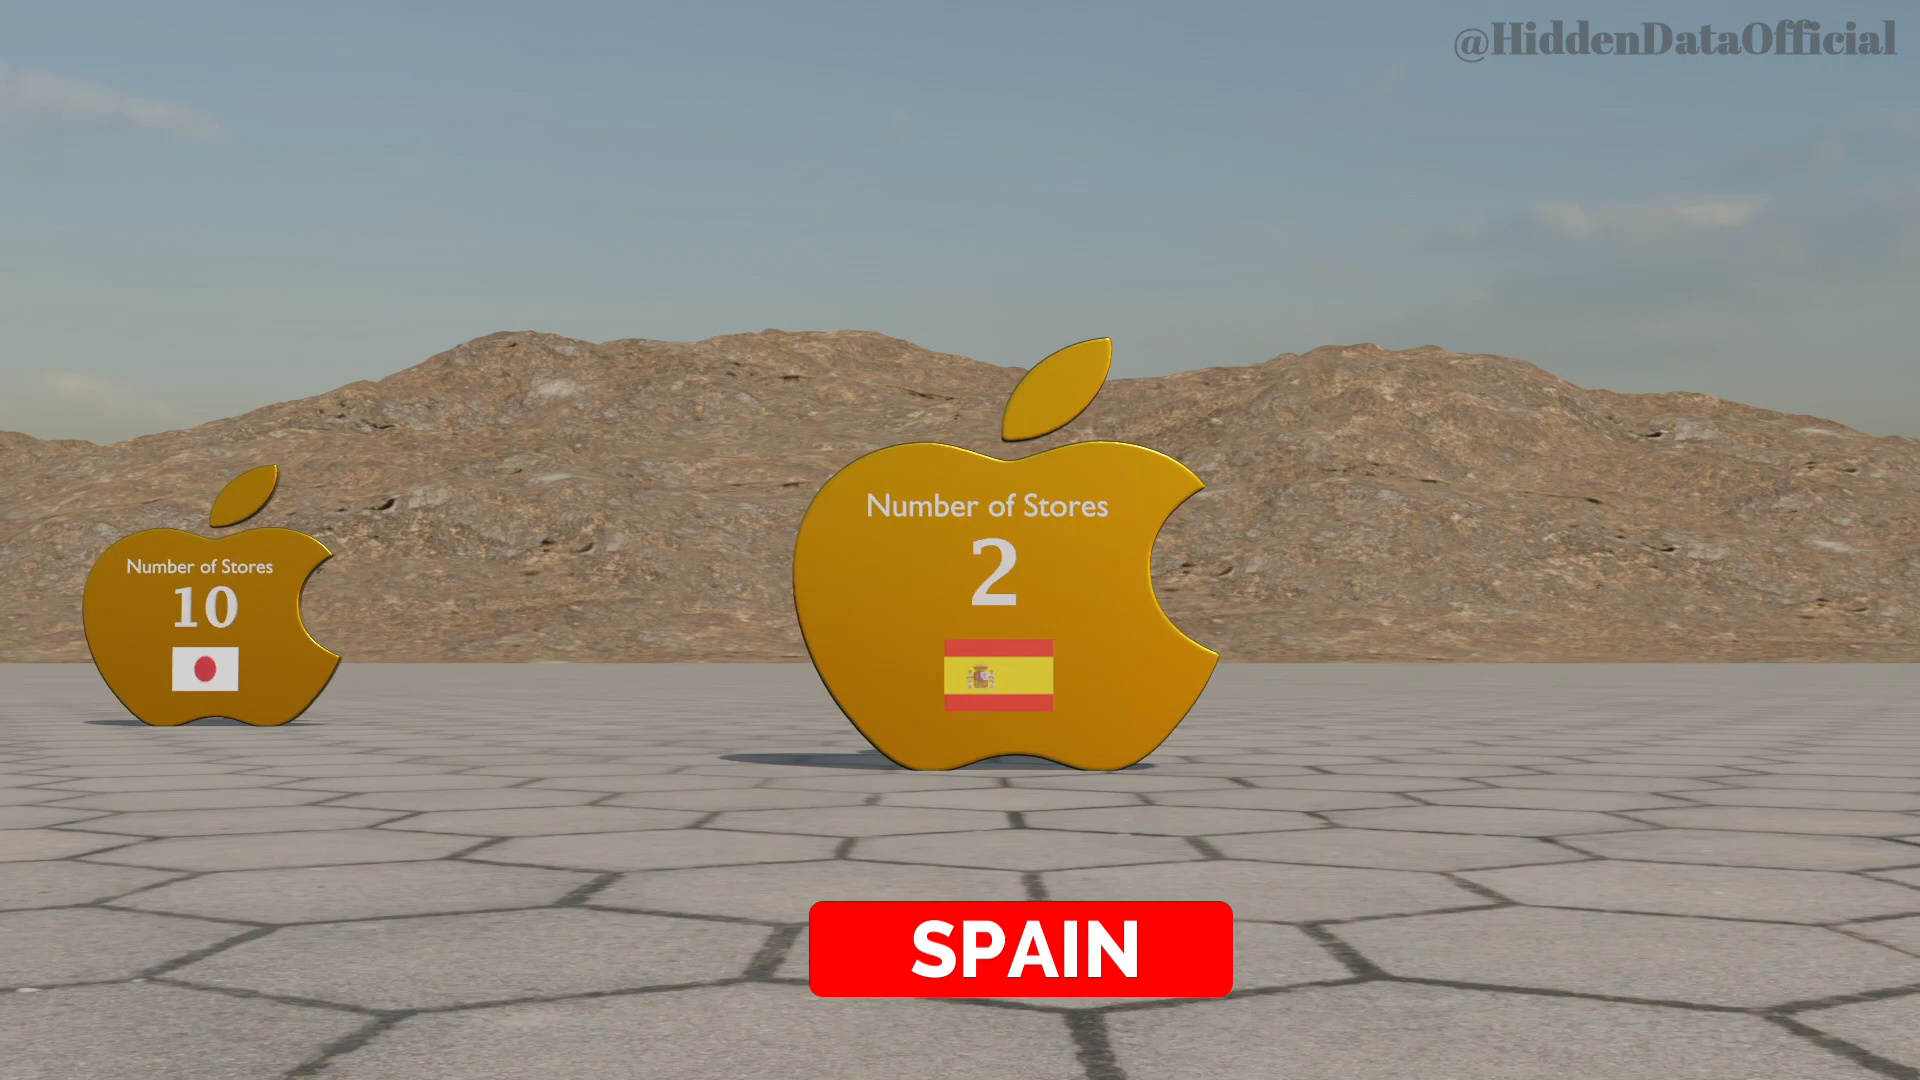 @HiddenDataOfficial
Number of Stores
10
Number of Stores
2
SPAIN